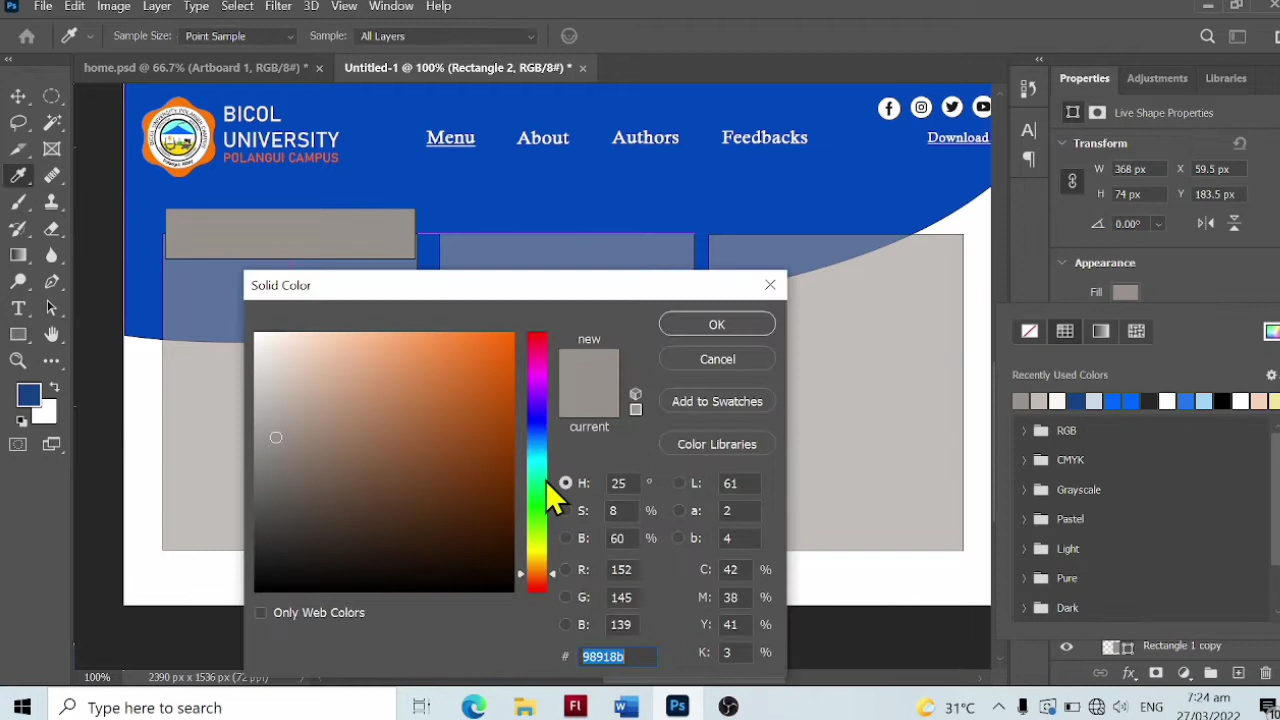 Ps File Edit Image Layer Type Select Filter 3D View Window Help
Sample Size: Point Sample Sample: All Layers
home.psd @ 66.7% (Artboard 1, RGB/8#) * × Untitled-1 @ 100% (Rectangle 2, RGB/8#) * ×
Properties Adjustments Libraries
Live Shape Properties
Transform
W 368 px X 59.5 px
H 74 px Y 183.5 px
0.00°
Appearance
Fill
BICOL
UNIVERSITY
POLANGUI CAMPUS
Menu About Authors Feedbacks
Download
Solid Color
new
current
OK
Cancel
Add to Swatches
Color Libraries
H: 25 °
S: 8 %
B: 60 %
R: 152
G: 145
B: 139
# 98918b
L: 61
a: 2
b: 4
C: 42 %
M: 38 %
Y: 41 %
K: 3 %
Only Web Colors
Recently Used Colors
RGB
CMYK
Grayscale
Pastel
Light
Pure
Dark
Rectangle 1 copy
fx
100% 2390 px x 1536 px (72 ppi)
Type here to search
Fl
Ps
31°C
ENG
7:24 am
27/03/2022